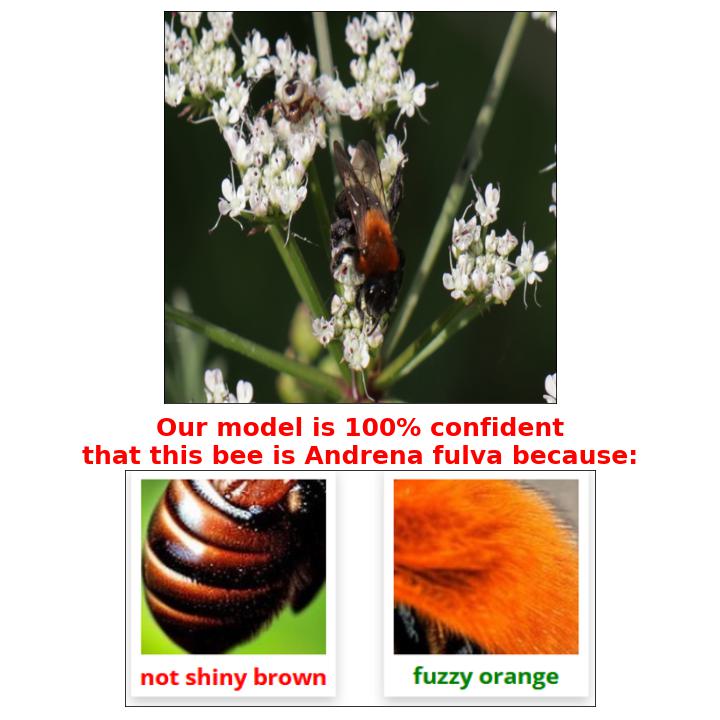 Our model is 100% confident
that this bee is Andrena fulva because:
not shiny brown
fuzzy orange